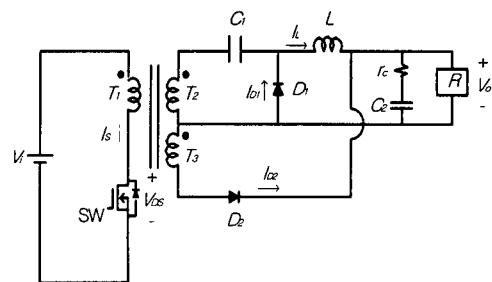 C1
IL
L
T1
T2
ID1
D1
rc
C2
R
+
Vo
-
Is
T3
Vi
+
VDS
-
SW
ID2
D2